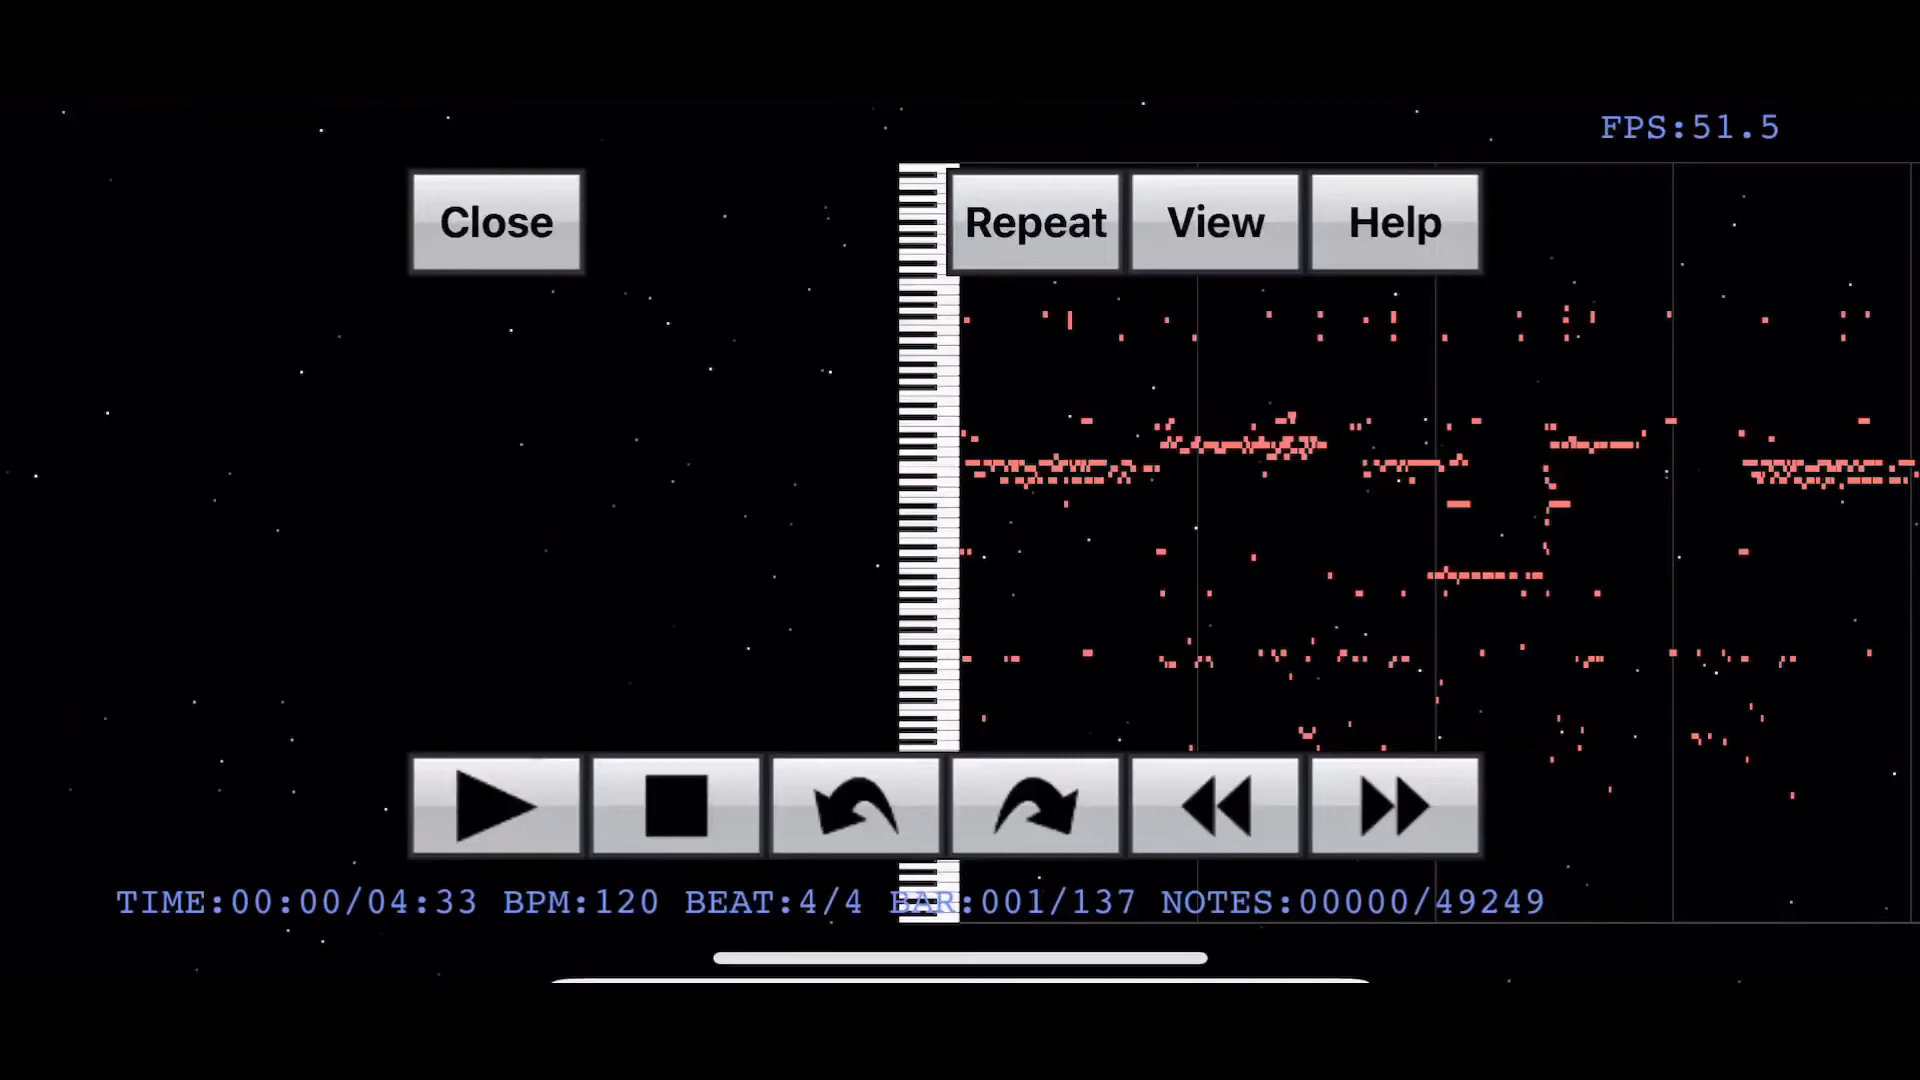 FPS:51.5
Close
Repeat
View
Help
TIME:00:00/04:33 BPM:120 BEAT:4/4 BAR:001/137 NOTES:00000/49249